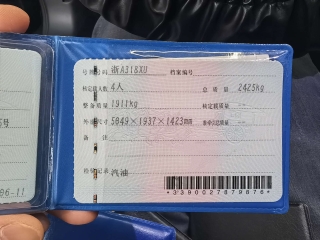 号牌号码 浙A318XU 档案编号
核定载人数 4人 总质量 2425kg
整备质量 1911kg 核定载质量 --
外廓尺寸 5049×1937×1423mm 准牵引总质量 --
备注
检验记录 汽油
*3390027879876*
号
96-11